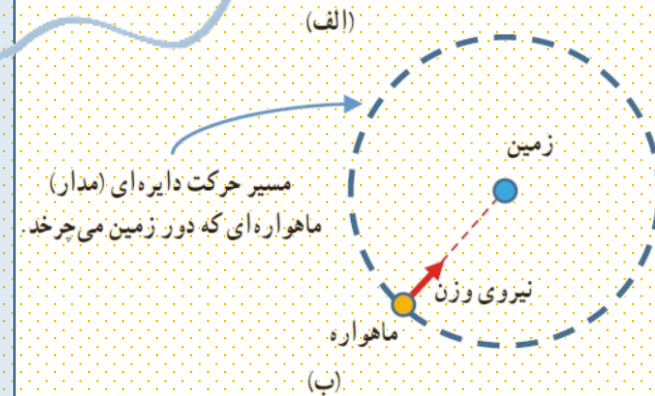 (الف)
زمین
مسیر حرکت دایره‌ای (مدار)
ماهواره‌ای که دور زمین می‌چرخد.
نیروی وزن
ماهواره
(ب)